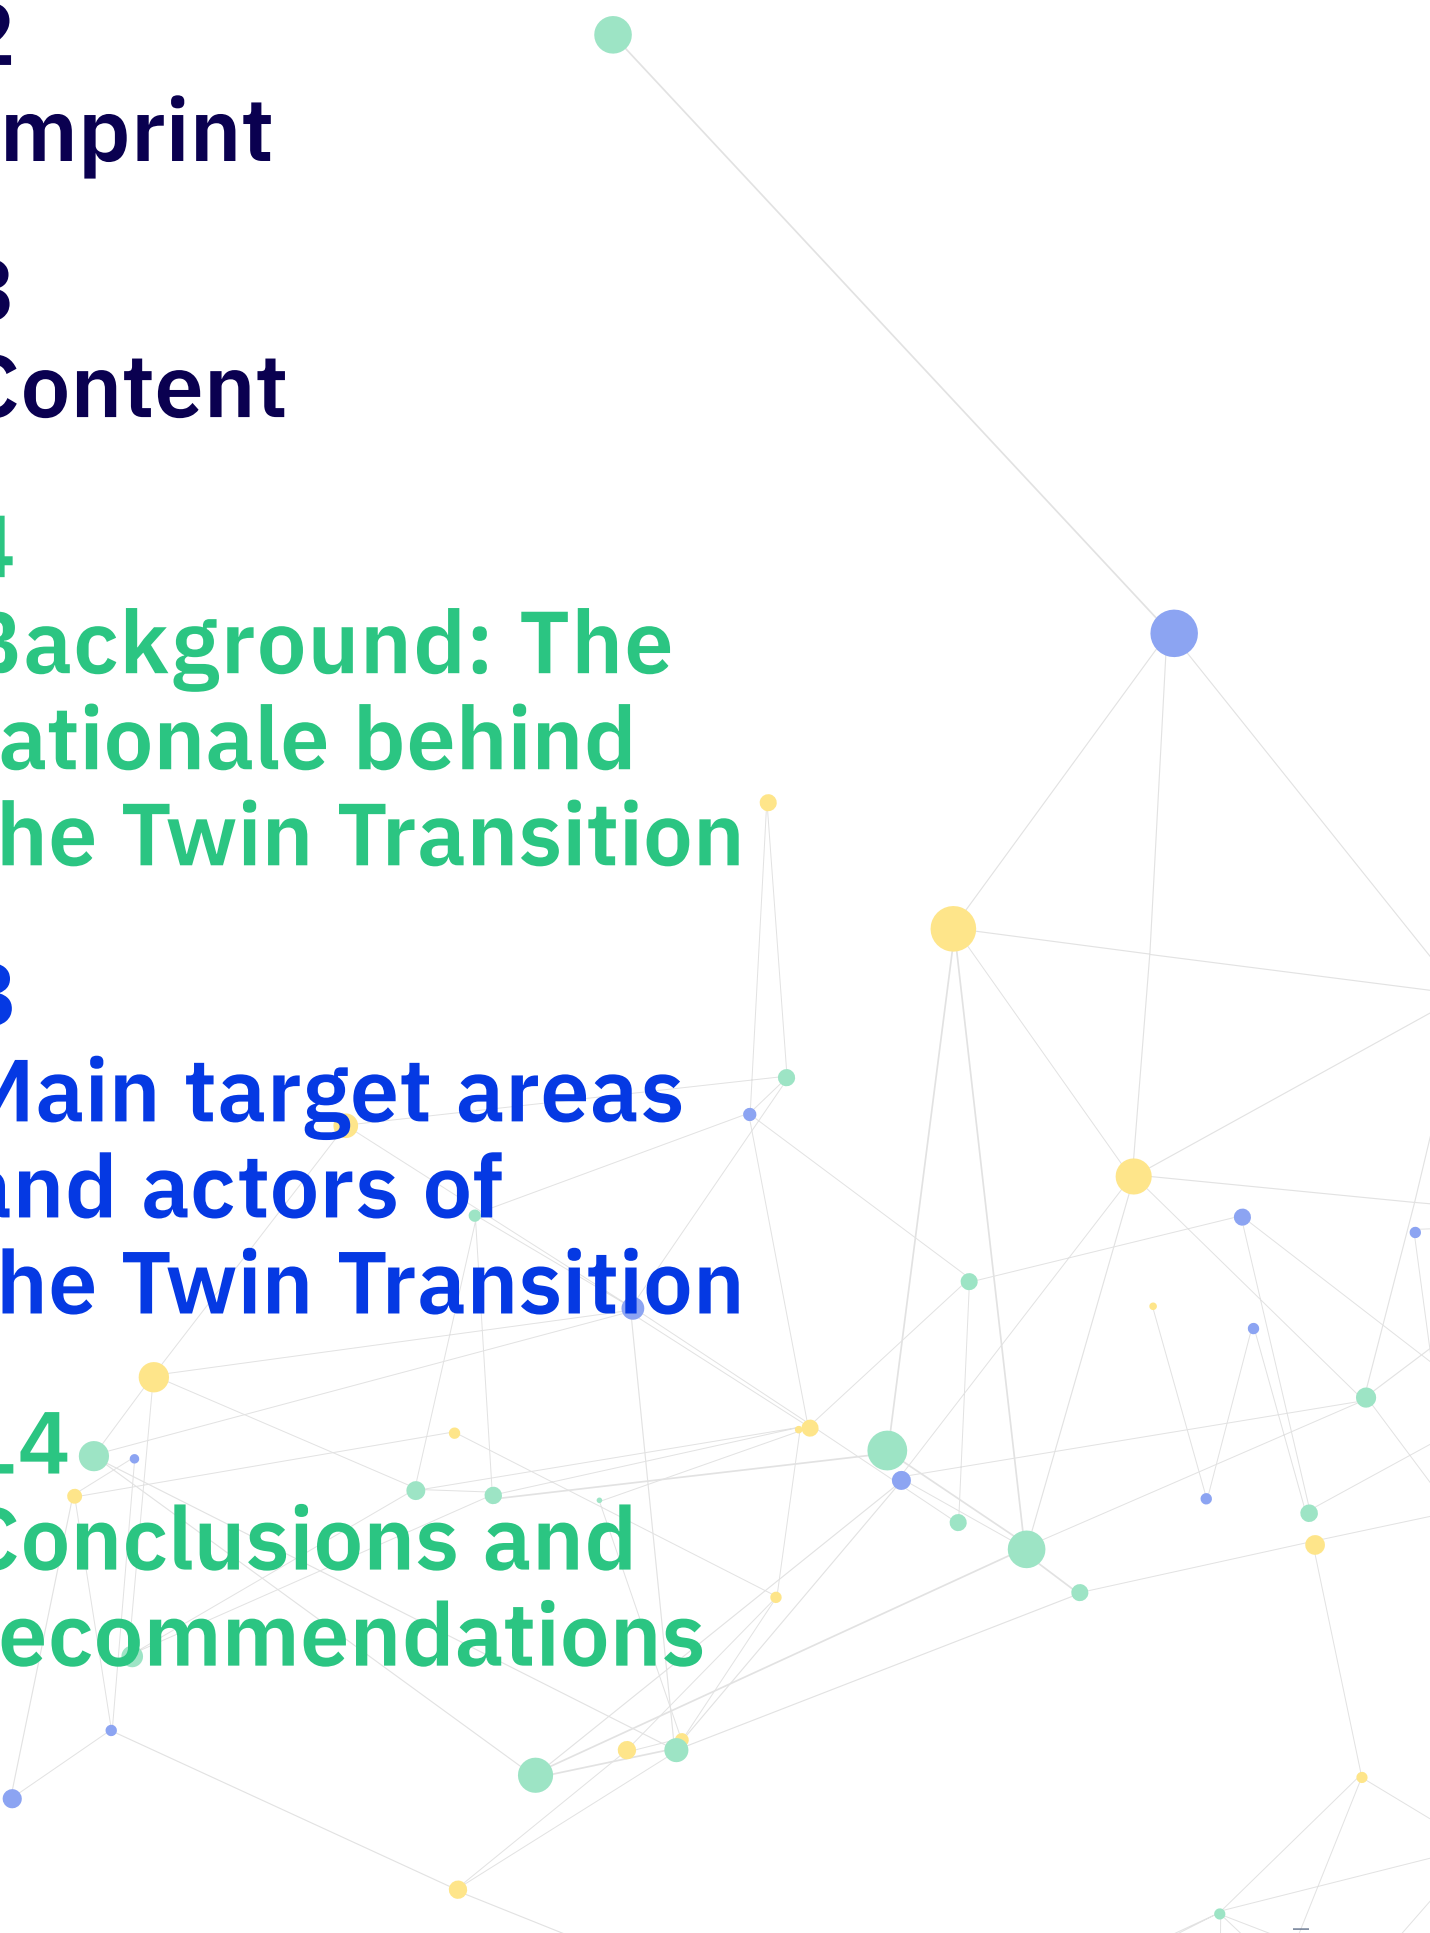 2
mprint
3
Content
4
Background: The
ationale behind
he Twin Transition
8
Main target areas
and actors of
he Twin Transition
14
Conclusions and
ecommendations